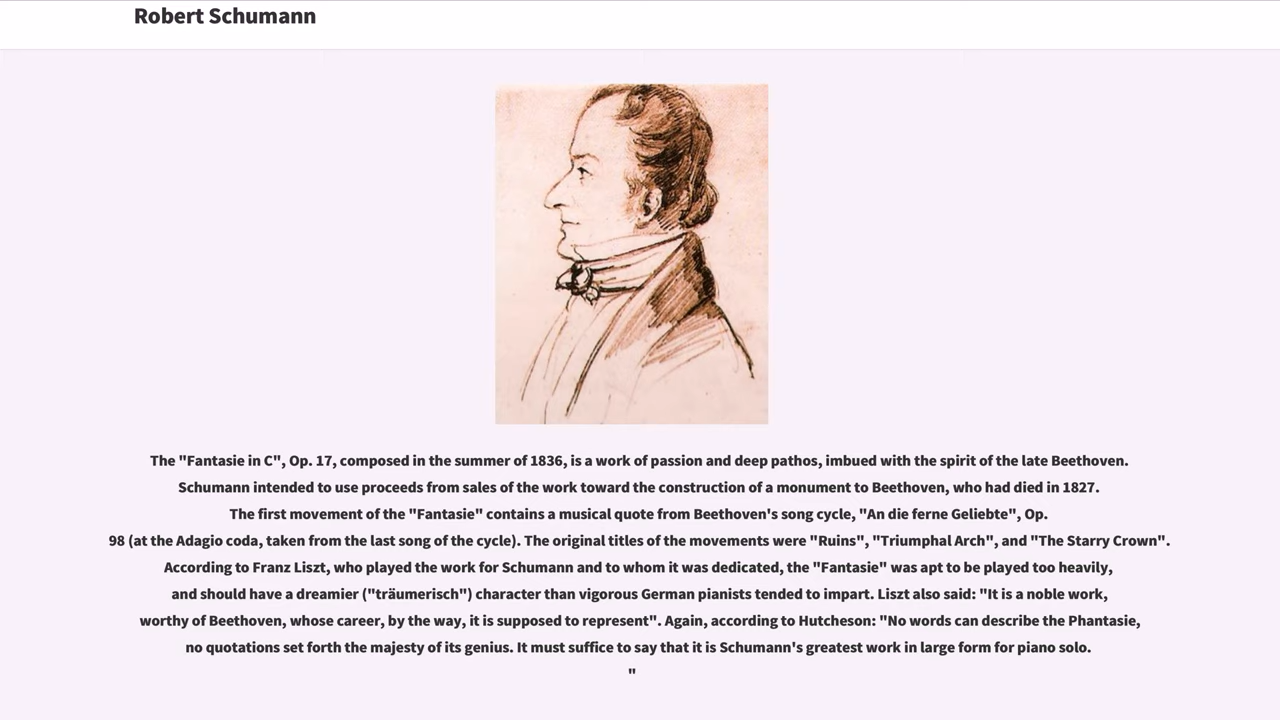 Robert Schumann
The "Fantasie in C", Op. 17, composed in the summer of 1836, is a work of passion and deep pathos, imbued with the spirit of the late Beethoven.
Schumann intended to use proceeds from sales of the work toward the construction of a monument to Beethoven, who had died in 1827.
The first movement of the "Fantasie" contains a musical quote from Beethoven's song cycle, "An die ferne Geliebte", Op.
98 (at the Adagio coda, taken from the last song of the cycle). The original titles of the movements were "Ruins", "Triumphal Arch", and "The Starry Crown".
According to Franz Liszt, who played the work for Schumann and to whom it was dedicated, the "Fantasie" was apt to be played too heavily,
and should have a dreamier ("träumerisch") character than vigorous German pianists tended to impart. Liszt also said: "It is a noble work,
worthy of Beethoven, whose career, by the way, it is supposed to represent". Again, according to Hutcheson: "No words can describe the Phantasie,
no quotations set forth the majesty of its genius. It must suffice to say that it is Schumann's greatest work in large form for piano solo.
"